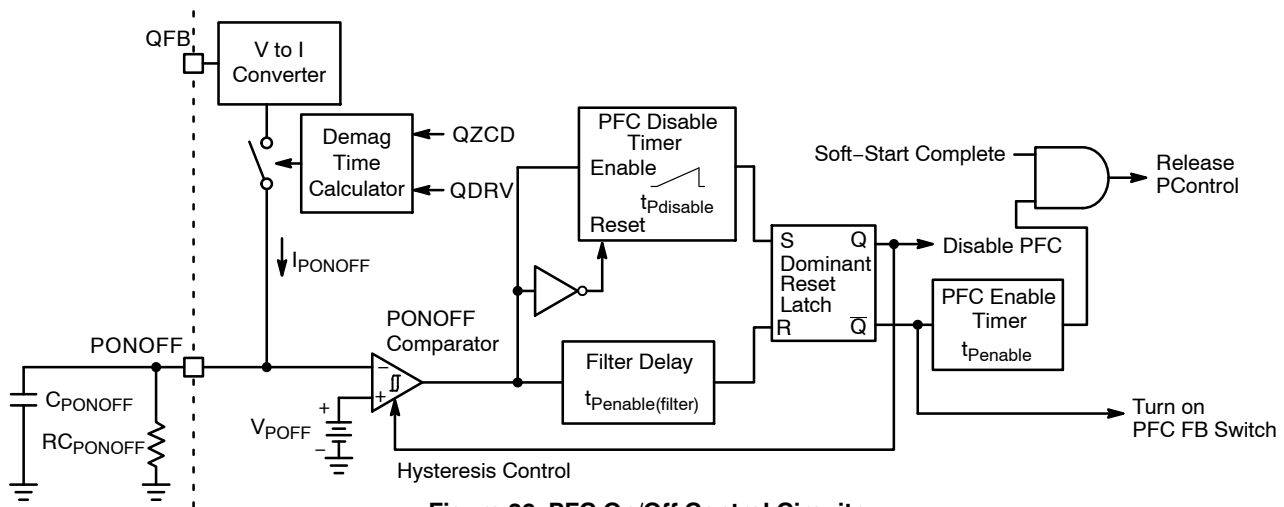 QFB
V to I
Converter
Demag
Time
Calculator
QZCD
QDRV
PFC Disable
Timer
Enable
tPdisable
Reset
Soft−Start Complete
Release
PControl
IPONOFF
S
Q
Dominant
Reset
Latch
R
Q
Disable PFC
PFC Enable
Timer
tPenable
PONOFF
PONOFF
Comparator
−
+
Filter Delay
tPenable(filter)
CPONOFF
RCPONOFF
+
VPOFF
−
Hysteresis Control
Turn on
PFC FB Switch